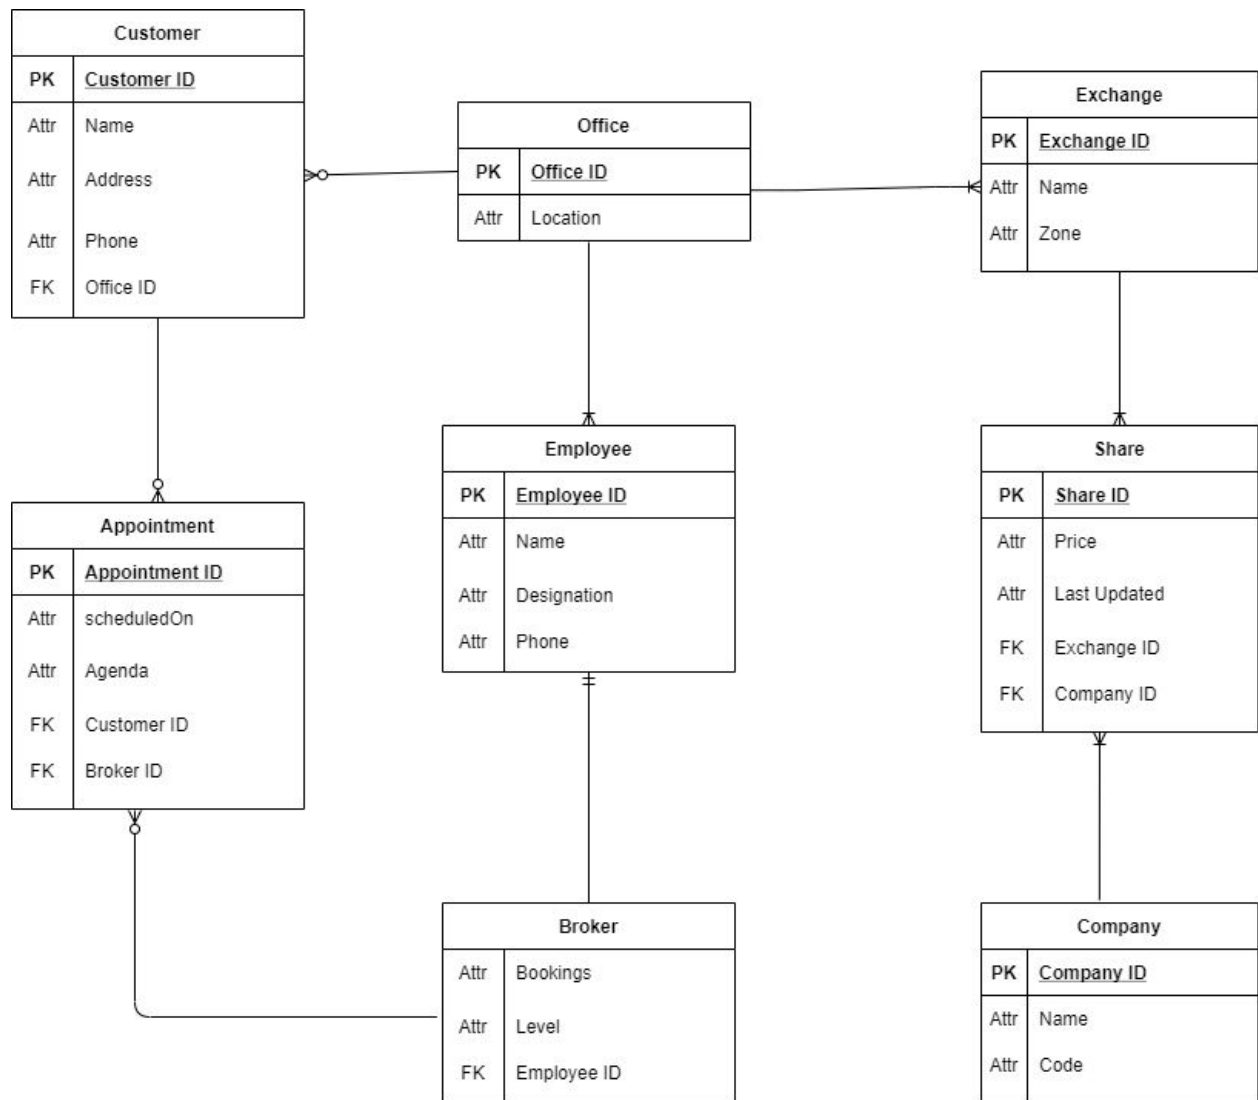 Customer
PK Customer ID
Attr Name
Attr Address
Attr Phone
FK Office ID
Office
PK Office ID
Attr Location
Exchange
PK Exchange ID
Attr Name
Attr Zone
Appointment
PK Appointment ID
Attr scheduledOn
Attr Agenda
FK Customer ID
FK Broker ID
Employee
PK Employee ID
Attr Name
Attr Designation
Attr Phone
Share
PK Share ID
Attr Price
Attr Last Updated
FK Exchange ID
FK Company ID
Broker
Attr Bookings
Attr Level
FK Employee ID
Company
PK Company ID
Attr Name
Attr Code